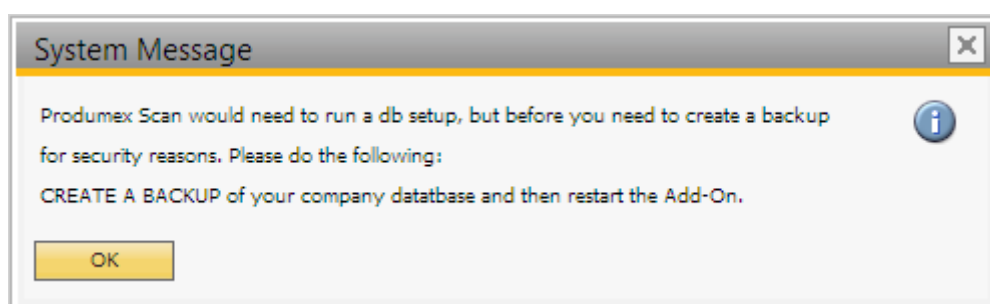 System Message
Produmex Scan would need to run a db setup, but before you need to create a backup
for security reasons. Please do the following:
CREATE A BACKUP of your company datatbase and then restart the Add-On.
OK